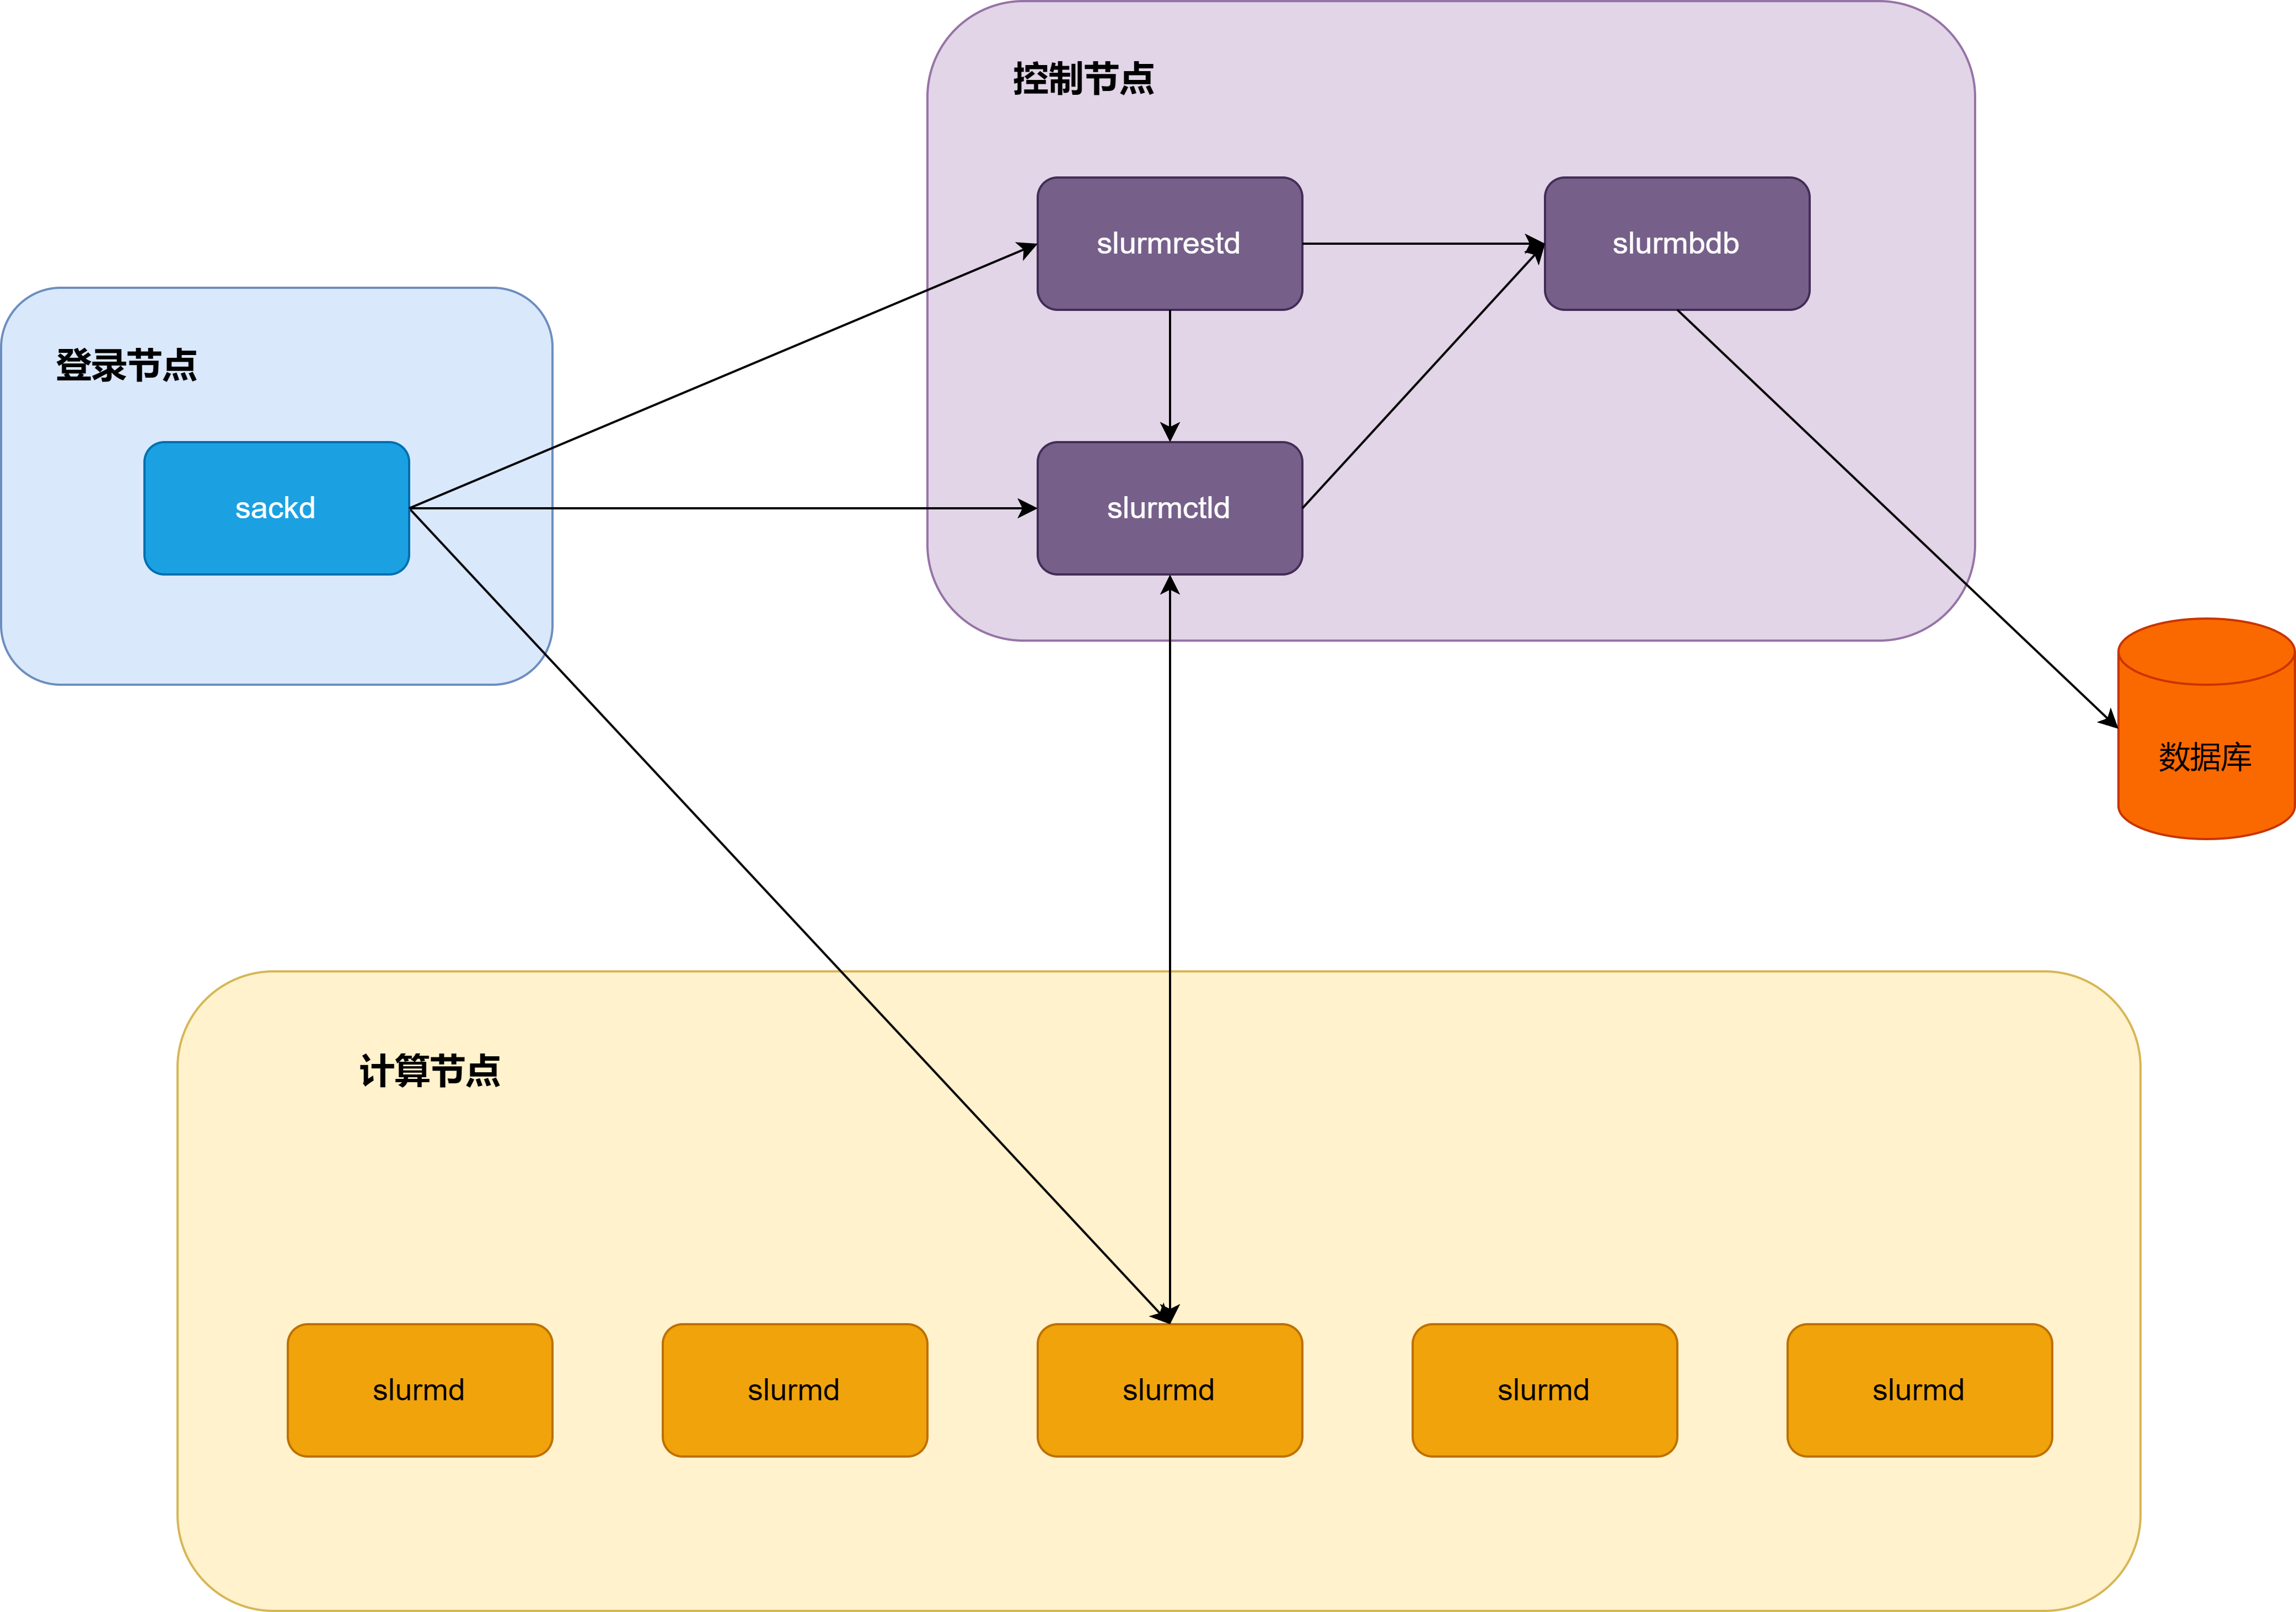 控制节点
slurmrestd
slurmbdb
登录节点
sackd
slurmctld
数据库
计算节点
slurmd
slurmd
slurmd
slurmd
slurmd